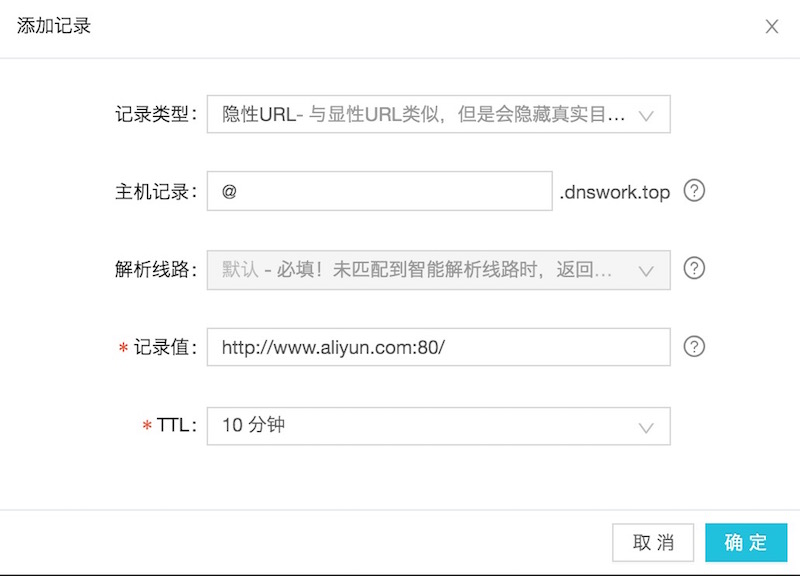 添加记录
记录类型: 隐性URL- 与显性URL类似，但是会隐藏真实目...
主机记录: @ .dnswork.top ?
解析线路: 默认 - 必填！未匹配到智能解析线路时，返回... ?
* 记录值: http://www.aliyun.com:80/ ?
* TTL: 10 分钟
取 消 确 定